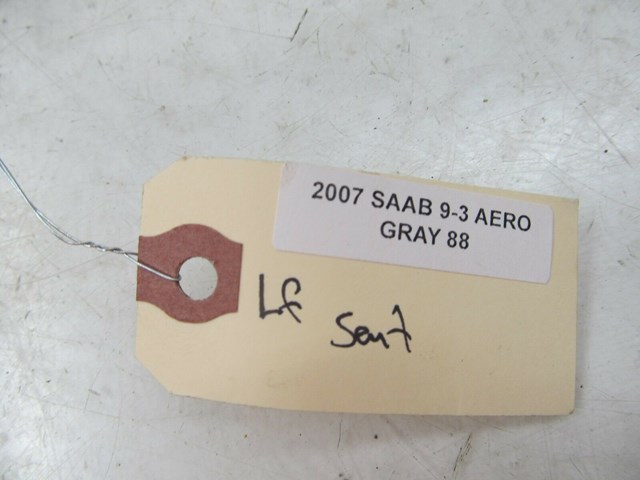 2007 SAAB 9-3 AERO
GRAY 88
Lf
Seat